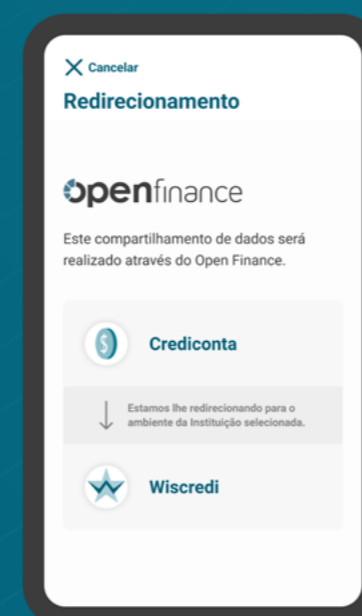 Cancelar
Redirecionamento
openfinance
Este compartilhamento de dados será
realizado através do Open Finance.
$
Crediconta
Estamos lhe redirecionando para o
ambiente da Instituição selecionada.
Wiscredi